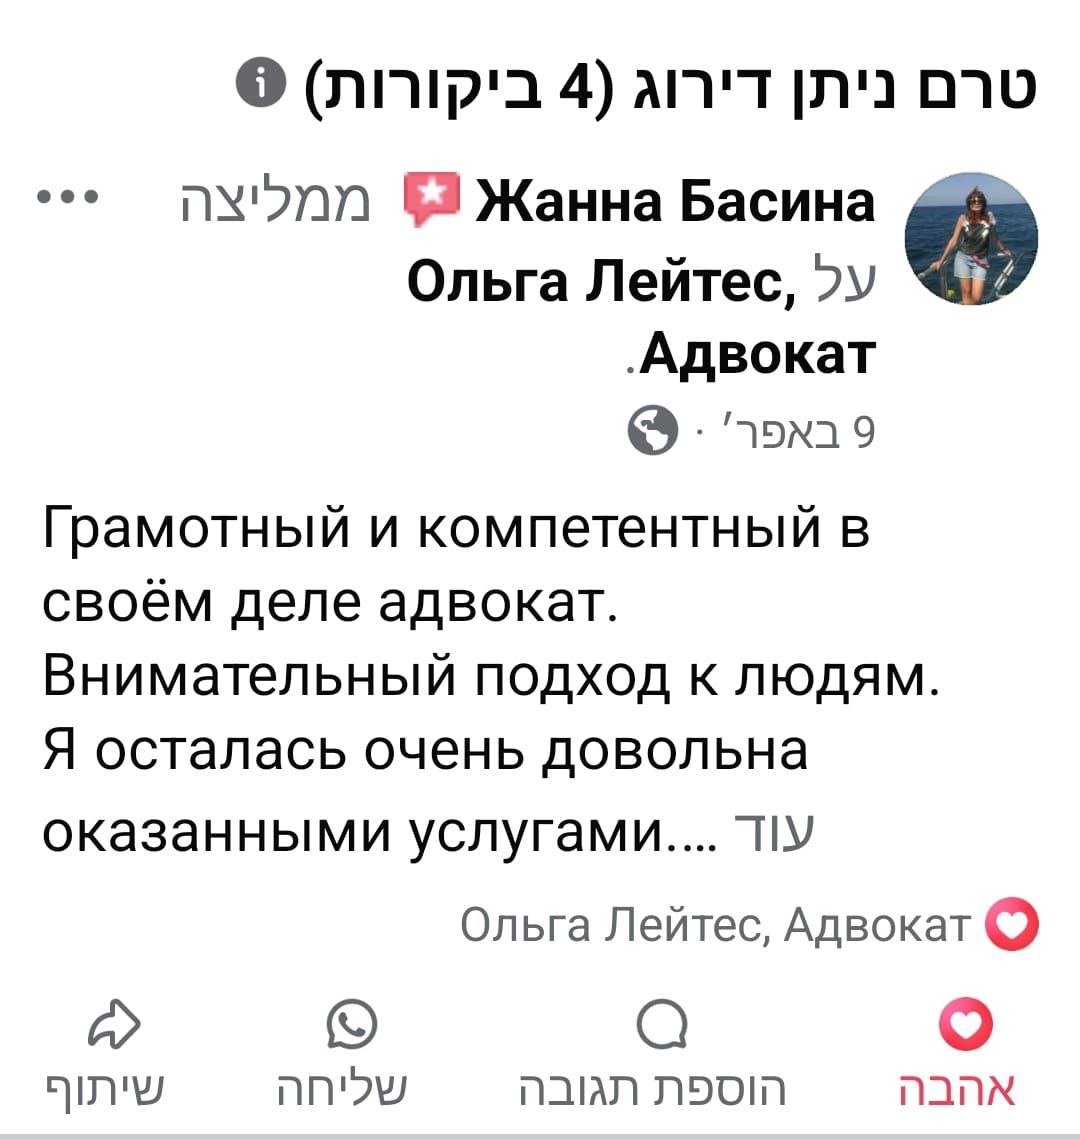 טרם ניתן דירוג (4 ביקורות)
Жанна Басина ממליצה
על Ольга Лейтес,
Адвокат.
9 באפר׳ ·
Грамотный и компетентный в
своём деле адвокат.
Внимательный подход к людям.
Я осталась очень довольна
оказанными услугами.... עוד
Ольга Лейтес, Адвокат
אהבה
הוספת תגובה
שליחה
שיתוף